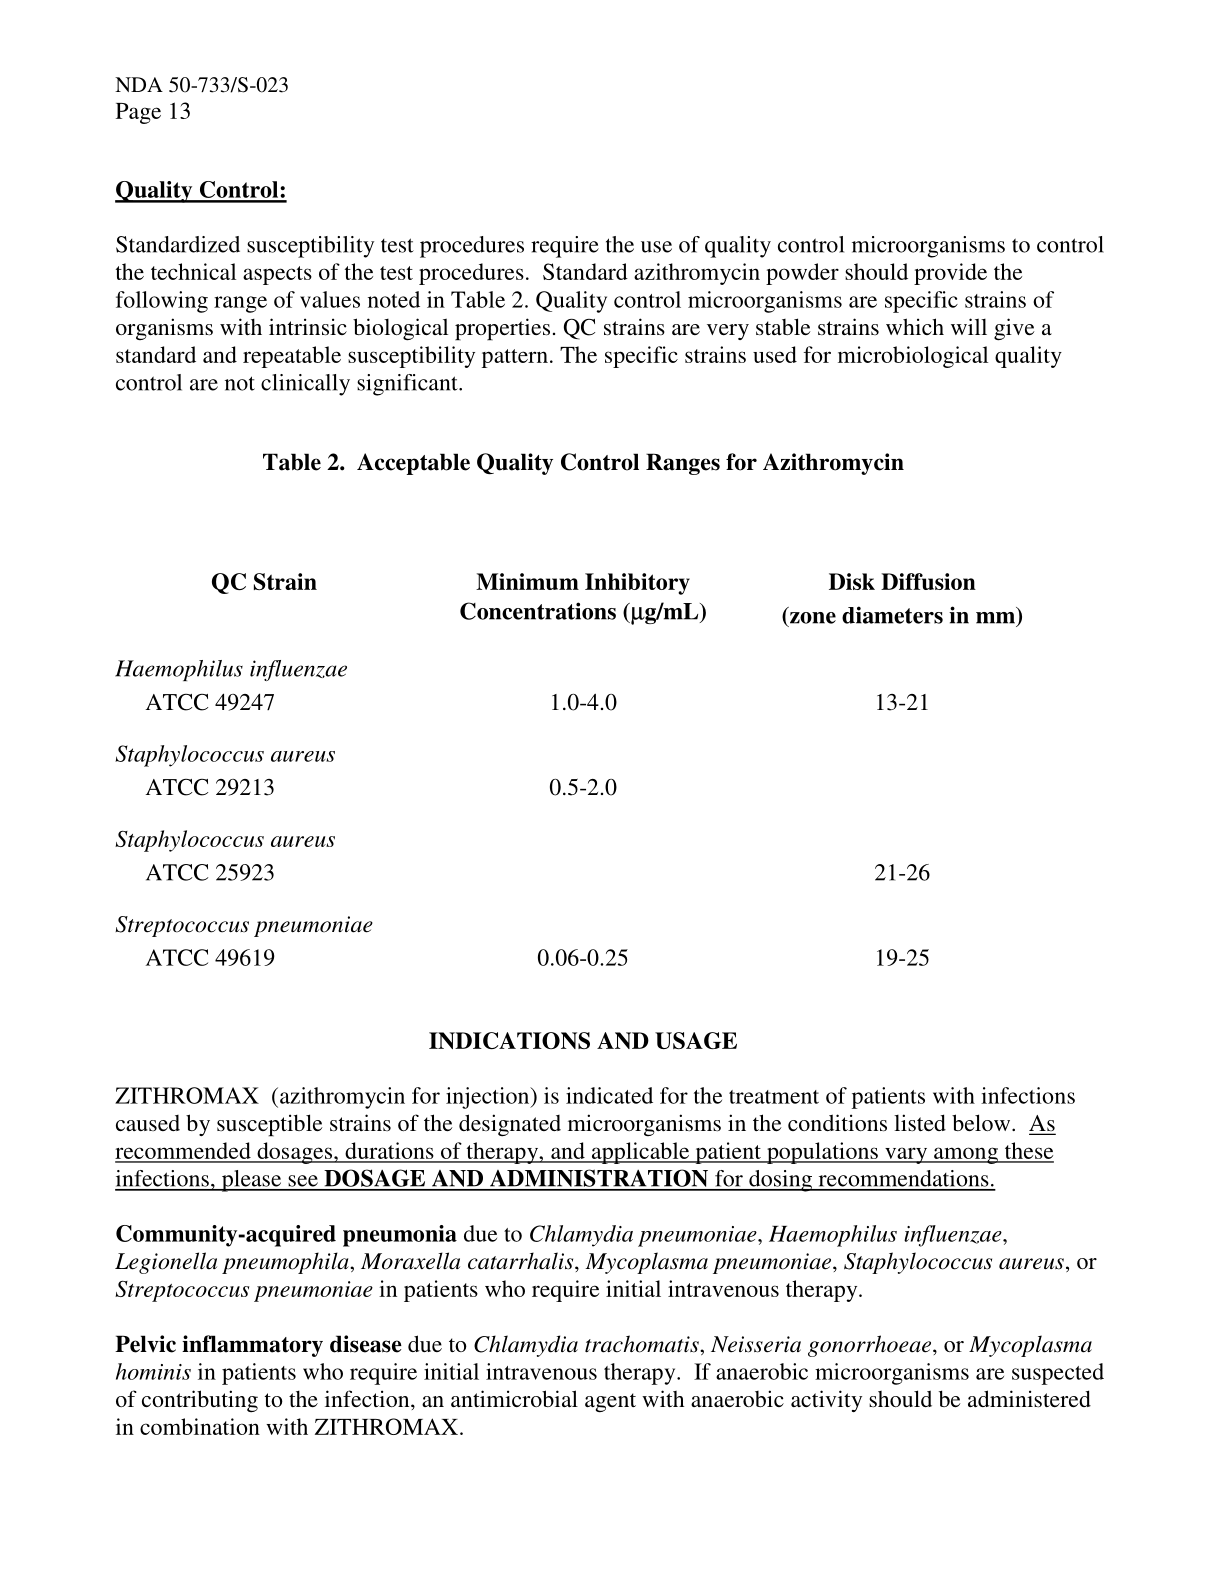 NDA 50-733/S-023
Page 13
Quality Control:
Standardized susceptibility test procedures require the use of quality control microorganisms to control
the technical aspects of the test procedures.  Standard azithromycin powder should provide the
following range of values noted in Table 2. Quality control microorganisms are specific strains of
organisms with intrinsic biological properties. QC strains are very stable strains which will give a
standard and repeatable susceptibility pattern. The specific strains used for microbiological quality
control are not clinically significant.
Table 2.  Acceptable Quality Control Ranges for Azithromycin
QC Strain Minimum Inhibitory Disk Diffusion
Concentrations (µg/mL) (zone diameters in mm)
Haemophilus influenzae
ATCC 49247 1.0-4.0 13-21
Staphylococcus aureus
ATCC 29213 0.5-2.0
Staphylococcus aureus
ATCC 25923 21-26
Streptococcus pneumoniae
ATCC 49619 0.06-0.25 19-25
INDICATIONS AND USAGE
ZITHROMAX  (azithromycin for injection) is indicated for the treatment of patients with infections
caused by susceptible strains of the designated microorganisms in the conditions listed below.  As
recommended dosages, durations of therapy, and applicable patient populations vary among these
infections, please see DOSAGE AND ADMINISTRATION for dosing recommendations.
Community-acquired pneumonia due to Chlamydia pneumoniae, Haemophilus influenzae,
Legionella pneumophila, Moraxella catarrhalis, Mycoplasma pneumoniae, Staphylococcus aureus, or
Streptococcus pneumoniae in patients who require initial intravenous therapy.
Pelvic inflammatory disease due to Chlamydia trachomatis, Neisseria gonorrhoeae, or Mycoplasma
hominis in patients who require initial intravenous therapy.  If anaerobic microorganisms are suspected
of contributing to the infection, an antimicrobial agent with anaerobic activity should be administered
in combination with ZITHROMAX.